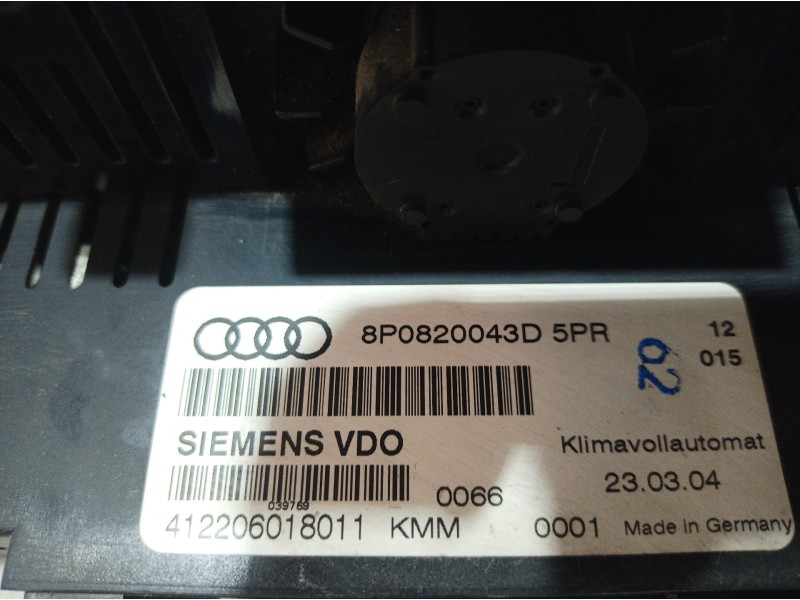 8P0820043D 5PR 12
015
62
SIEMENS VDO Klimavollautomat
039769 0066 23.03.04
412206018011 KMM 0001 Made in Germany